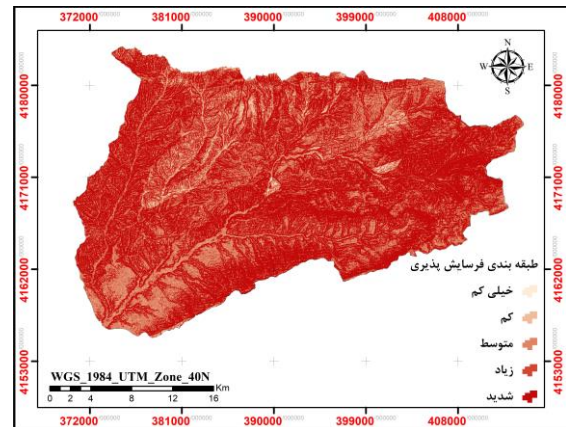 372000 381000 390000 399000 408000
N
W E
S
4180000 4180000
4171000 4171000
4162000 4162000
4153000 4153000
طبقه بندی فرسایش پذیری
خیلی کم
کم
متوسط
زیاد
شدید
WGS_1984_UTM_Zone_40N
Km
0 2 4 8 12 16
372000 381000 390000 399000 408000